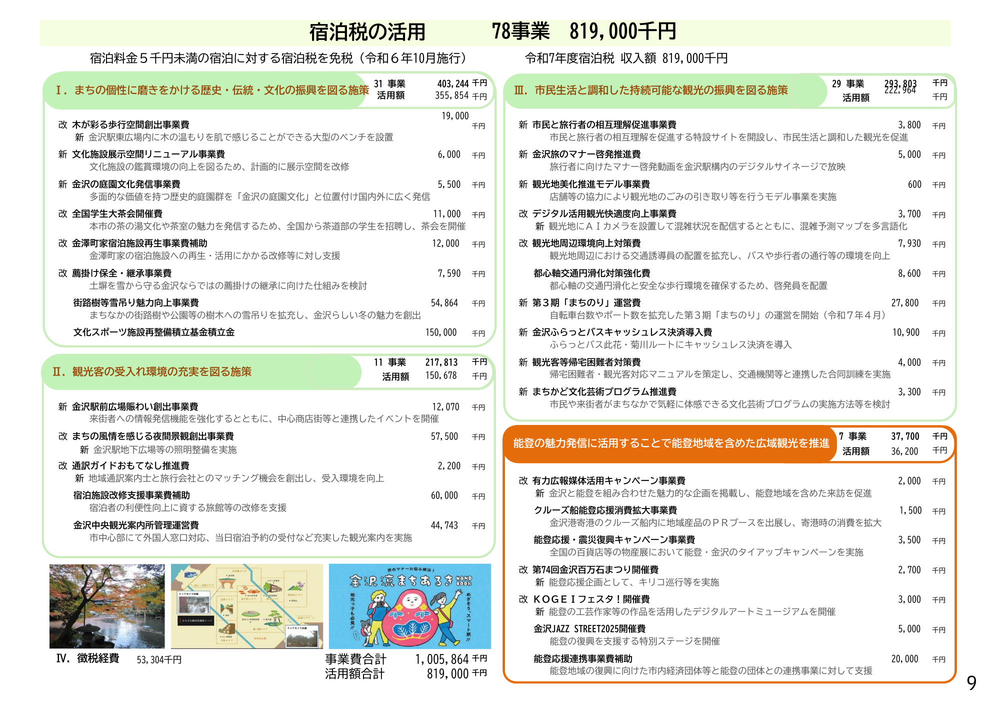 宿泊税の活用　78事業　819,000千円
宿泊料金５千円未満の宿泊に対する宿泊税を免税（令和６年10月施行）
令和7年度宿泊税 収入額 819,000千円
Ⅰ．まちの個性に磨きをかける歴史・伝統・文化の振興を図る施策 31 事業 403,244 千円
活用額 355,854 千円
改 木が彩る歩行空間創出事業費 19,000 千円
新 金沢駅東広場内に木の温もりを肌で感じることができる大型のベンチを設置
新 文化施設展示空間リニューアル事業費 6,000 千円
文化施設の鑑賞環境の向上を図るため、計画的に展示空間を改修
新 金沢の庭園文化発信事業費 5,500 千円
多面的な価値を持つ歴史的庭園群を「金沢の庭園文化」と位置付け国内外に広く発信
改 全国学生大茶会開催費 11,000 千円
本市の茶の湯文化や茶室の魅力を発信するため、全国から茶道部の学生を招聘し、茶会を開催
改 金澤町家宿泊施設再生事業費補助 12,000 千円
金澤町家の宿泊施設への再生・活用にかかる改修等に対し支援
改 薦掛け保全・継承事業費 7,590 千円
土塀を雪から守る金沢ならではの薦掛けの継承に向けた仕組みを検討
街路樹等雪吊り魅力向上事業費 54,864 千円
まちなかの街路樹や公園等の樹木への雪吊りを拡充し、金沢らしい冬の魅力を創出
文化スポーツ施設再整備積立基金積立金 150,000 千円
Ⅱ．観光客の受入れ環境の充実を図る施策 11 事業 217,813 千円
活用額 150,678 千円
新 金沢駅前広場賑わい創出事業費 12,070 千円
来街者への情報発信機能を強化するとともに、中心商店街等と連携したイベントを開催
改 まちの風情を感じる夜間景観創出事業費 57,500 千円
新 金沢駅地下広場等の照明整備を実施
改 通訳ガイドおもてなし推進費 2,200 千円
新 地域通訳案内士と旅行会社とのマッチング機会を創出し、受入環境を向上
宿泊施設改修支援事業費補助 60,000 千円
宿泊者の利便性向上に資する旅館等の改修を支援
金沢中央観光案内所管理運営費 44,743 千円
市中心部にて外国人窓口対応、当日宿泊予約の受付など充実した観光案内を実施
ライブカメラ映像
ライブカメラ映像
旅のマナーお悩み解決！
金沢流まちあるき HAND BOOK
地元っ子も必見!!
めざそう、スマート旅!!
Ⅳ．徴税経費 53,304千円
事業費合計 1,005,864 千円
活用額合計 819,000 千円
Ⅲ．市民生活と調和した持続可能な観光の振興を図る施策 29 事業 293,803 千円
活用額 222,964 千円
新 市民と旅行者の相互理解促進事業費 3,800 千円
市民と旅行者の相互理解を促進する特設サイトを開設し、市民生活と調和した観光を促進
新 金沢旅のマナー啓発推進費 5,000 千円
旅行者に向けたマナー啓発動画を金沢駅構内のデジタルサイネージで放映
新 観光地美化推進モデル事業費 600 千円
店舗等の協力により観光地のごみの引き取り等を行うモデル事業を実施
改 デジタル活用観光快適度向上事業費 3,700 千円
新 観光地にＡＩカメラを設置して混雑状況を配信するとともに、混雑予測マップを多言語化
改 観光地周辺環境向上対策費 7,930 千円
観光地周辺における交通誘導員の配置を拡充し、バスや歩行者の通行等の環境を向上
都心軸交通円滑化対策強化費 8,600 千円
都心軸の交通円滑化と安全な歩行環境を確保するため、啓発員を配置
新 第３期「まちのり」運営費 27,800 千円
自転車台数やポート数を拡充した第３期「まちのり」の運営を開始（令和７年４月）
新 金沢ふらっとバスキャッシュレス決済導入費 10,900 千円
ふらっとバス此花・菊川ルートにキャッシュレス決済を導入
新 観光客等帰宅困難者対策費 4,000 千円
帰宅困難者・観光客対応マニュアルを策定し、交通機関等と連携した合同訓練を実施
新 まちかど文化芸術プログラム推進費 3,300 千円
市民や来街者がまちなかで気軽に体感できる文化芸術プログラムの実施方法等を検討
能登の魅力発信に活用することで能登地域を含めた広域観光を推進 7 事業 37,700 千円
活用額 36,200 千円
改 有力広報媒体活用キャンペーン事業費 2,000 千円
新 金沢と能登を組み合わせた魅力的な企画を掲載し、能登地域を含めた来訪を促進
クルーズ船能登応援消費拡大事業費 1,500 千円
金沢港寄港のクルーズ船内に地域産品のＰＲブースを出展し、寄港時の消費を拡大
能登応援・震災復興キャンペーン事業費 3,500 千円
全国の百貨店等の物産展において能登・金沢のタイアップキャンペーンを実施
改 第74回金沢百万石まつり開催費 2,700 千円
新 能登応援企画として、キリコ巡行等を実施
改 ＫＯＧＥＩフェスタ！開催費 3,000 千円
新 能登の工芸作家等の作品を活用したデジタルアートミュージアムを開催
金沢JAZZ STREET2025開催費 5,000 千円
能登の復興を支援する特別ステージを開催
能登応援連携事業費補助 20,000 千円
能登地域の復興に向けた市内経済団体等と能登の団体との連携事業に対して支援
9